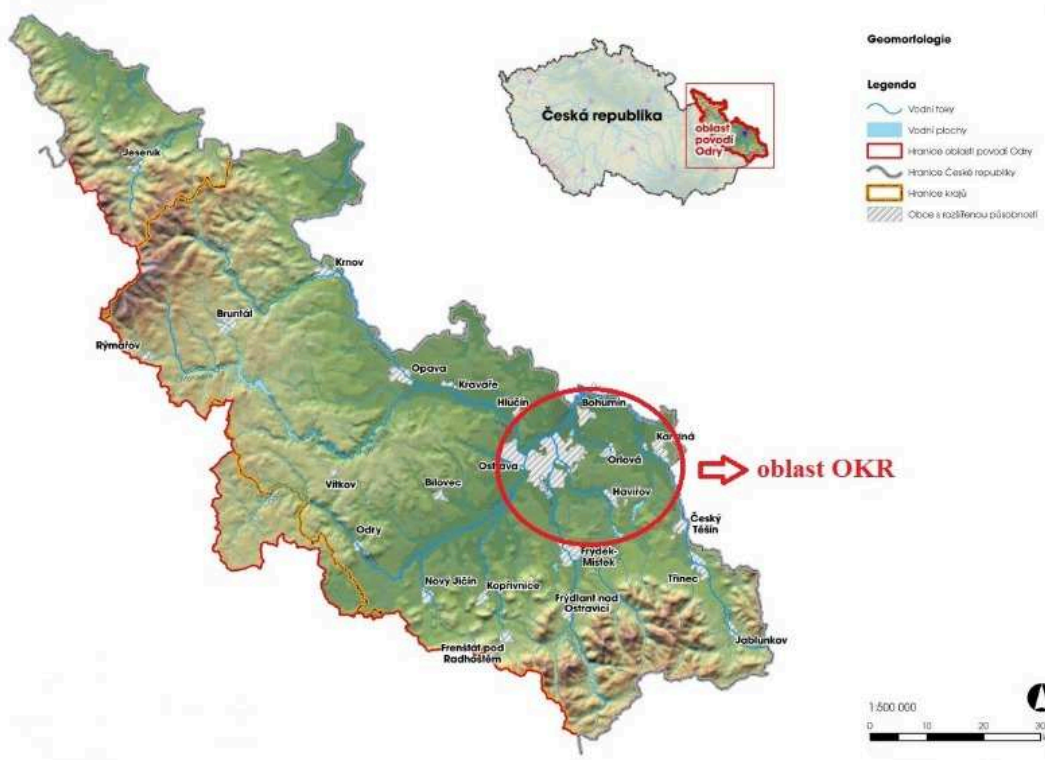 Geomorfologie
Legenda
Vodní toky
Vodní plochy
Hranice oblasti povodí Odry
Hranice České republiky
Hranice krajů
Obce s rozšířenou působností
Česká republika
oblast
povodí
Odry
Jeseník
Krnov
Bruntál
Rýmařov
Opava
Kravaře
Hlučín
Bohumín
Karviná
Ostrava
Orlová
oblast OKR
Vítkov
Bílovec
Havířov
Český
Těšín
Odry
Frýdek-
Místek
Třinec
Nový Jičín
Kopřivnice
Frýdlant nad
Ostravicí
Jablunkov
Frenštát pod
Radhoštěm
1:500 000
0 10 20 30